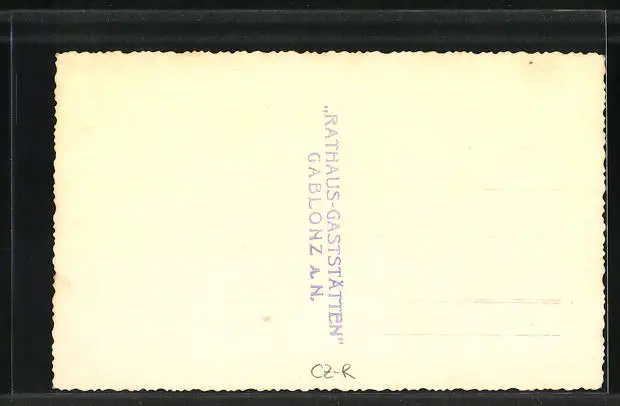 „RATHAUS-GASTSTÄTTEN"
GABLONZ A N.
CZ-R